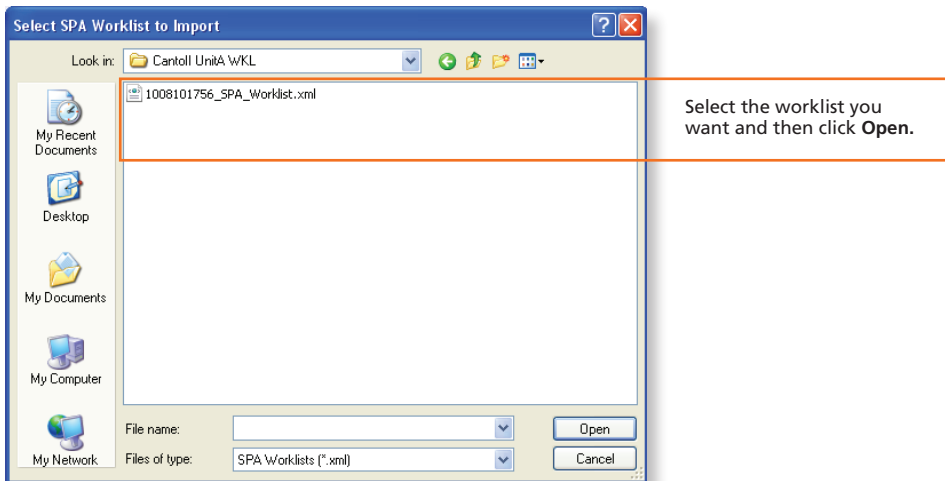 Select SPA Worklist to Import
Look in: Cantoll UnitA WKL
1008101756_SPA_Worklist.xml
My Recent
Documents
Desktop
My Documents
My Computer
My Network
File name:
Open
Files of type: SPA Worklists (*.xml)
Cancel
Select the worklist you
want and then click Open.